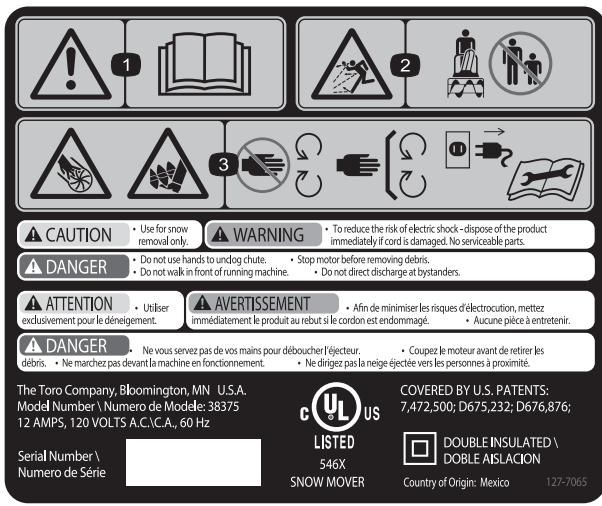 1
2
3
CAUTION • Use for snow removal only.
WARNING • To reduce the risk of electric shock - dispose of the product immediately if cord is damaged. No serviceable parts.
DANGER • Do not use hands to unclog chute. • Stop motor before removing debris.
• Do not walk in front of running machine. • Do not direct discharge at bystanders.
ATTENTION • Utiliser
exclusivement pour le déneigement.
AVERTISSEMENT • Afin de minimiser les risques d'électrocution, mettez
immédiatement le produit au rebut si le cordon est endommagé. • Aucune pièce à entretenir.
DANGER • Ne vous servez pas de vos mains pour déboucher l'éjecteur. • Coupez le moteur avant de retirer les
débris. • Ne marchez pas devant la machine en fonctionnement. • Ne dirigez pas la neige éjectée vers les personnes à proximité.
The Toro Company, Bloomington, MN U.S.A.
Model Number \ Numero de Modele: 38375
12 AMPS, 120 VOLTS A.C.\C.A., 60 Hz
Serial Number \
Numero de Série
C UL US
LISTED
546X
SNOW MOVER
COVERED BY U.S. PATENTS:
7,472,500; D675,232; D676,876;
DOUBLE INSULATED \
DOBLE AISLACION
Country of Origin: Mexico 127-7065